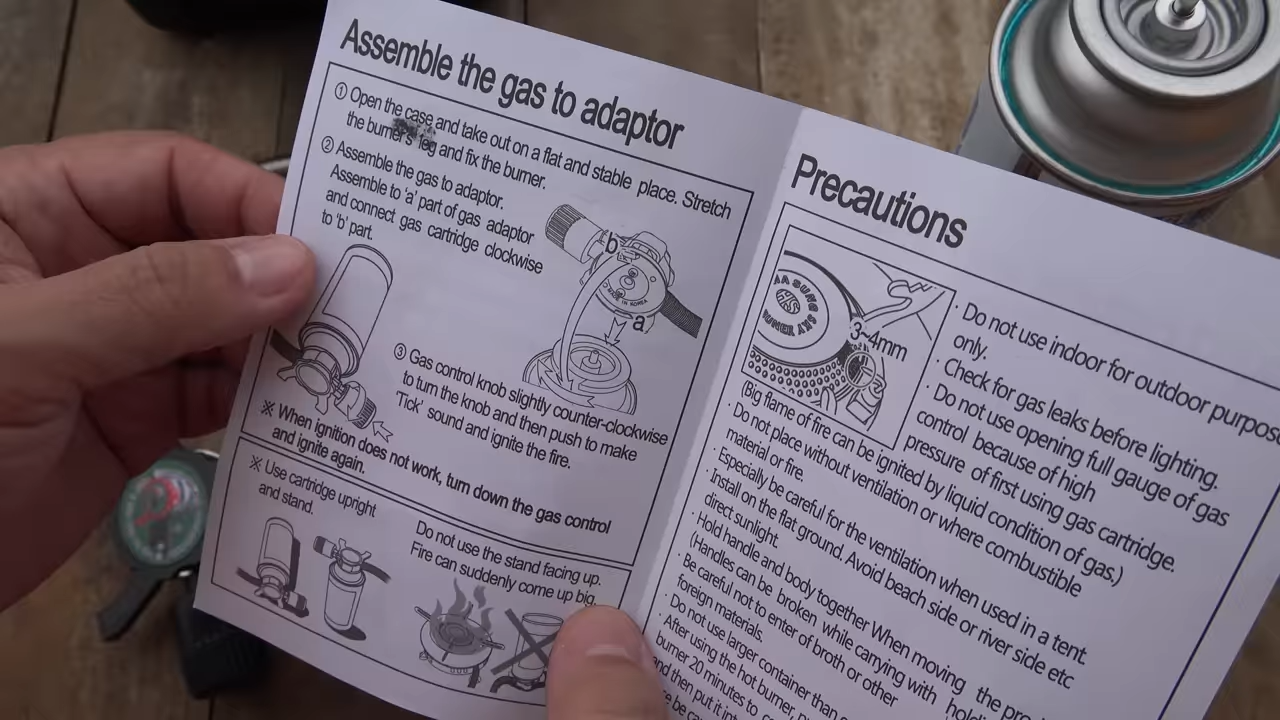 Assemble the gas to adaptor
① Open the case and take out on a flat and stable place. Stretch
the burner's leg and fix the burner.
② Assemble the gas to adaptor.
Assemble to 'a' part of gas adaptor
and connect gas cartridge clockwise
to 'b' part.
b
MADE IN KOREA
a
③ Gas control knob slightly counter-clockwise
to turn the knob and then push to make
'Tick' sound and ignite the fire.
※ When ignition does not work, turn down the gas control
and ignite again.
※ Use cartridge upright
and stand.
Do not use the stand facing up.
Fire can suddenly come up big.
Precautions
3~4mm
· Do not use indoor for outdoor purpose
only.
· Check for gas leaks before lighting.
· Do not use opening full gauge of gas
control because of high
pressure of first using gas cartridge.
(Big flame of fire can be ignited by liquid condition of gas.)
· Do not place without ventilation or where combustible
material or fire.
· Especially be careful for the ventilation when used in a tent.
· Install on the flat ground. Avoid beach side or river side etc
direct sunlight.
· Hold handle and body together When moving the pro
(Handles can be broken while carrying with holdi
· Be careful not to enter of broth or other
foreign materials.
· Do not use larger container than
· After using the hot burner,
burner 20 minutes to
and then put it int